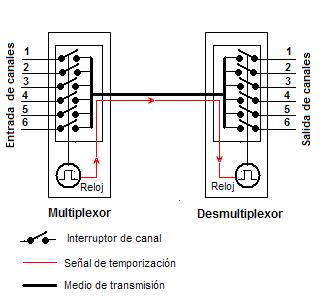 Entrada de canales
1
2
3
4
5
6
1
2
3
4
5
6
Salida de canales
Reloj
Reloj
Multiplexor
Desmultiplexor
Interruptor de canal
Señal de temporización
Medio de transmisión